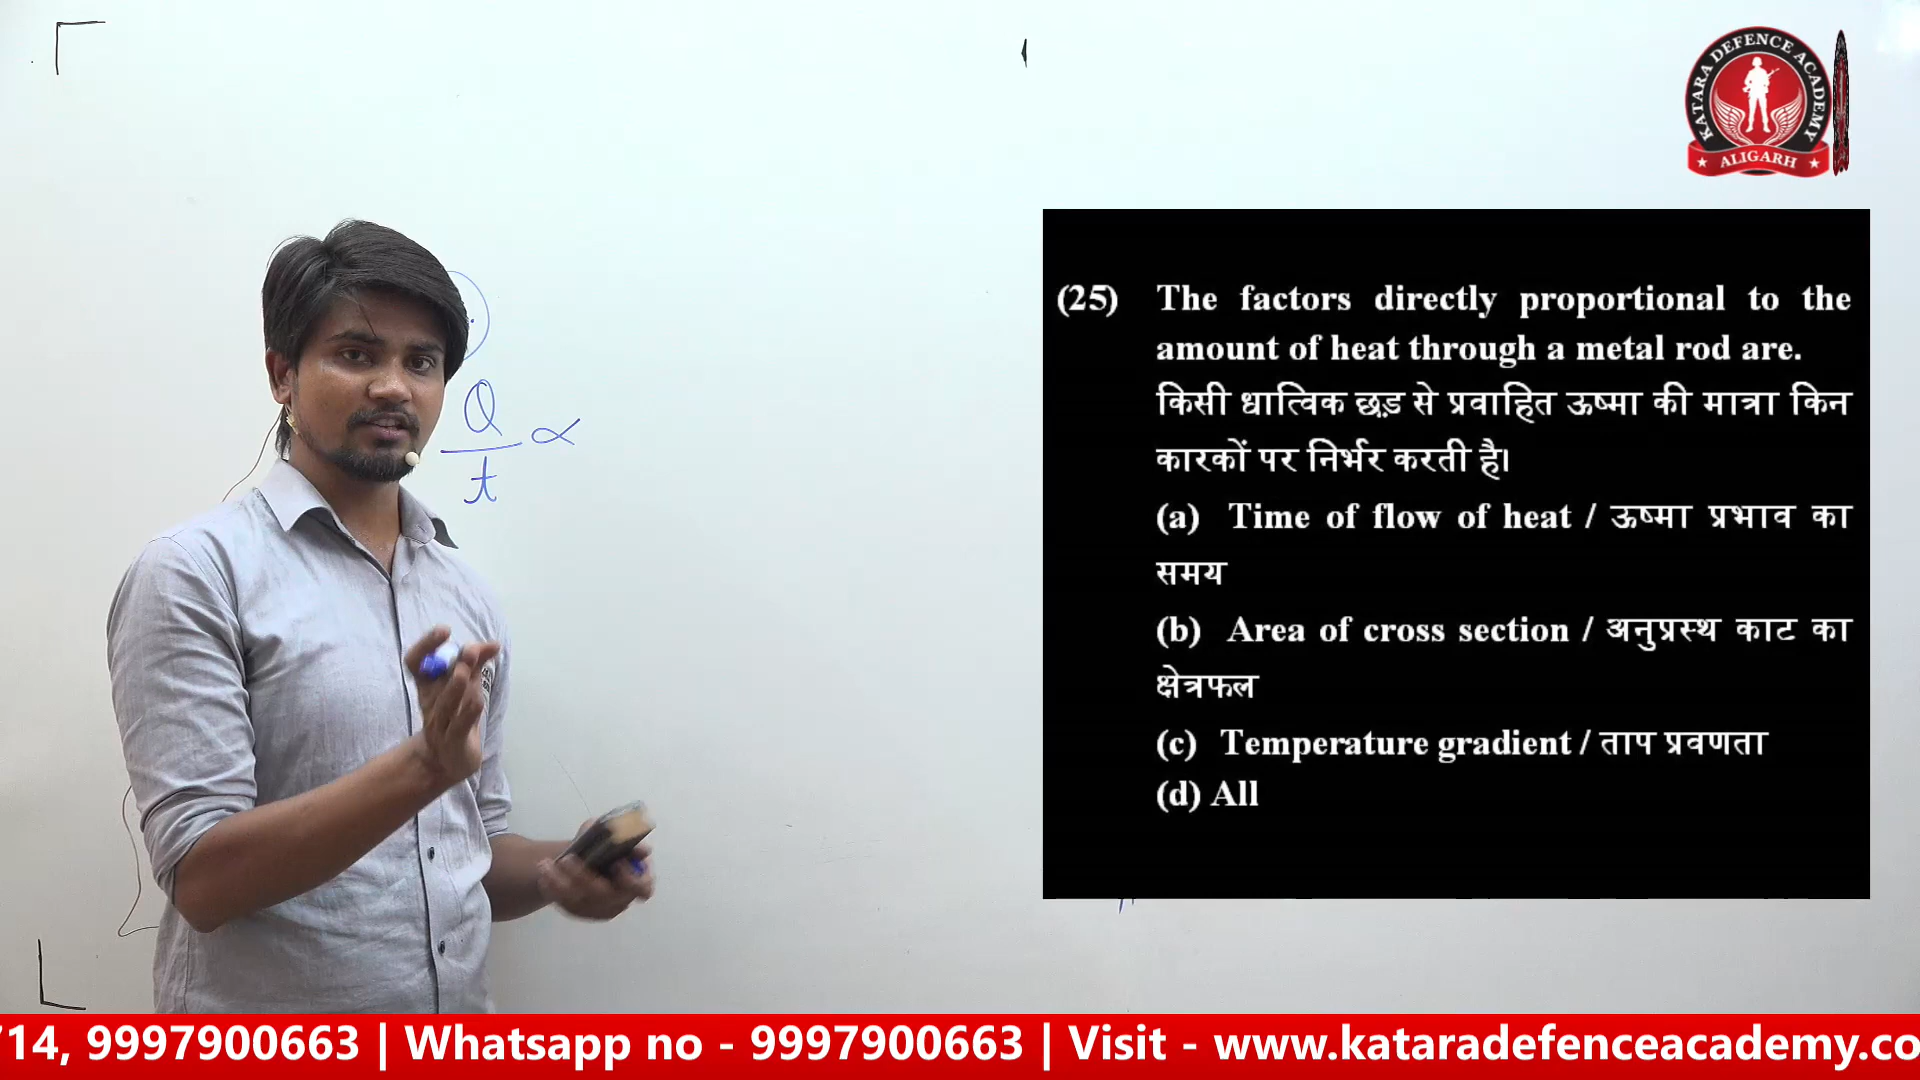 KATARA DEFENCE ACADEMY
ALIGARH
(25) The factors directly proportional to the
amount of heat through a metal rod are.
किसी धात्विक छड़ से प्रवाहित ऊष्मा की मात्रा किन
कारकों पर निर्भर करती है।
(a) Time of flow of heat / ऊष्मा प्रभाव का
समय
(b) Area of cross section / अनुप्रस्थ काट का
क्षेत्रफल
(c) Temperature gradient / ताप प्रवणता
(d) All
Q
t
∝
714, 9997900663 | Whatsapp no - 9997900663 | Visit - www.kataradefenceacademy.co